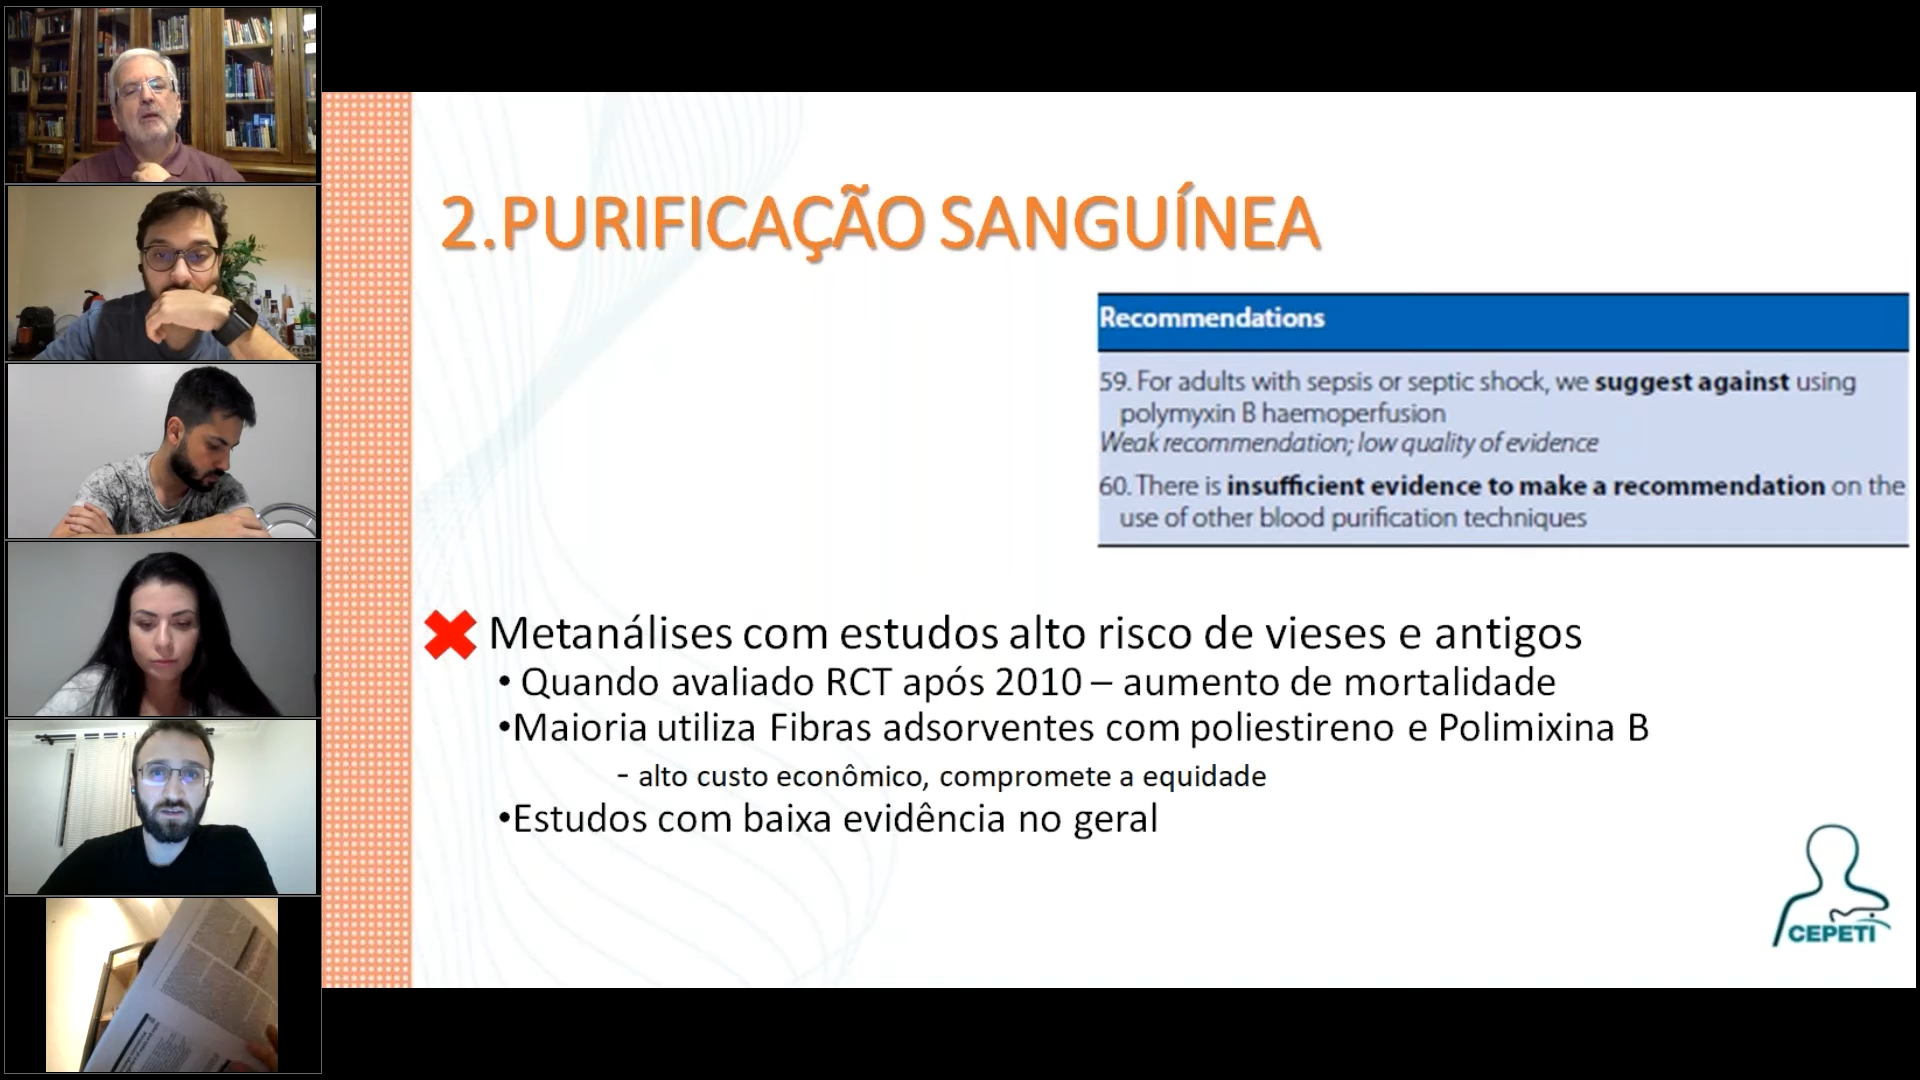 2.PURIFICAÇÃO SANGUÍNEA
Recommendations
59. For adults with sepsis or septic shock, we suggest against using
polymyxin B haemoperfusion
Weak recommendation; low quality of evidence
60. There is insufficient evidence to make a recommendation on the
use of other blood purification techniques
Metanálises com estudos alto risco de vieses e antigos
• Quando avaliado RCT após 2010 – aumento de mortalidade
•Maioria utiliza Fibras adsorventes com poliestireno e Polimixina B
- alto custo econômico, compromete a equidade
•Estudos com baixa evidência no geral
CEPETI